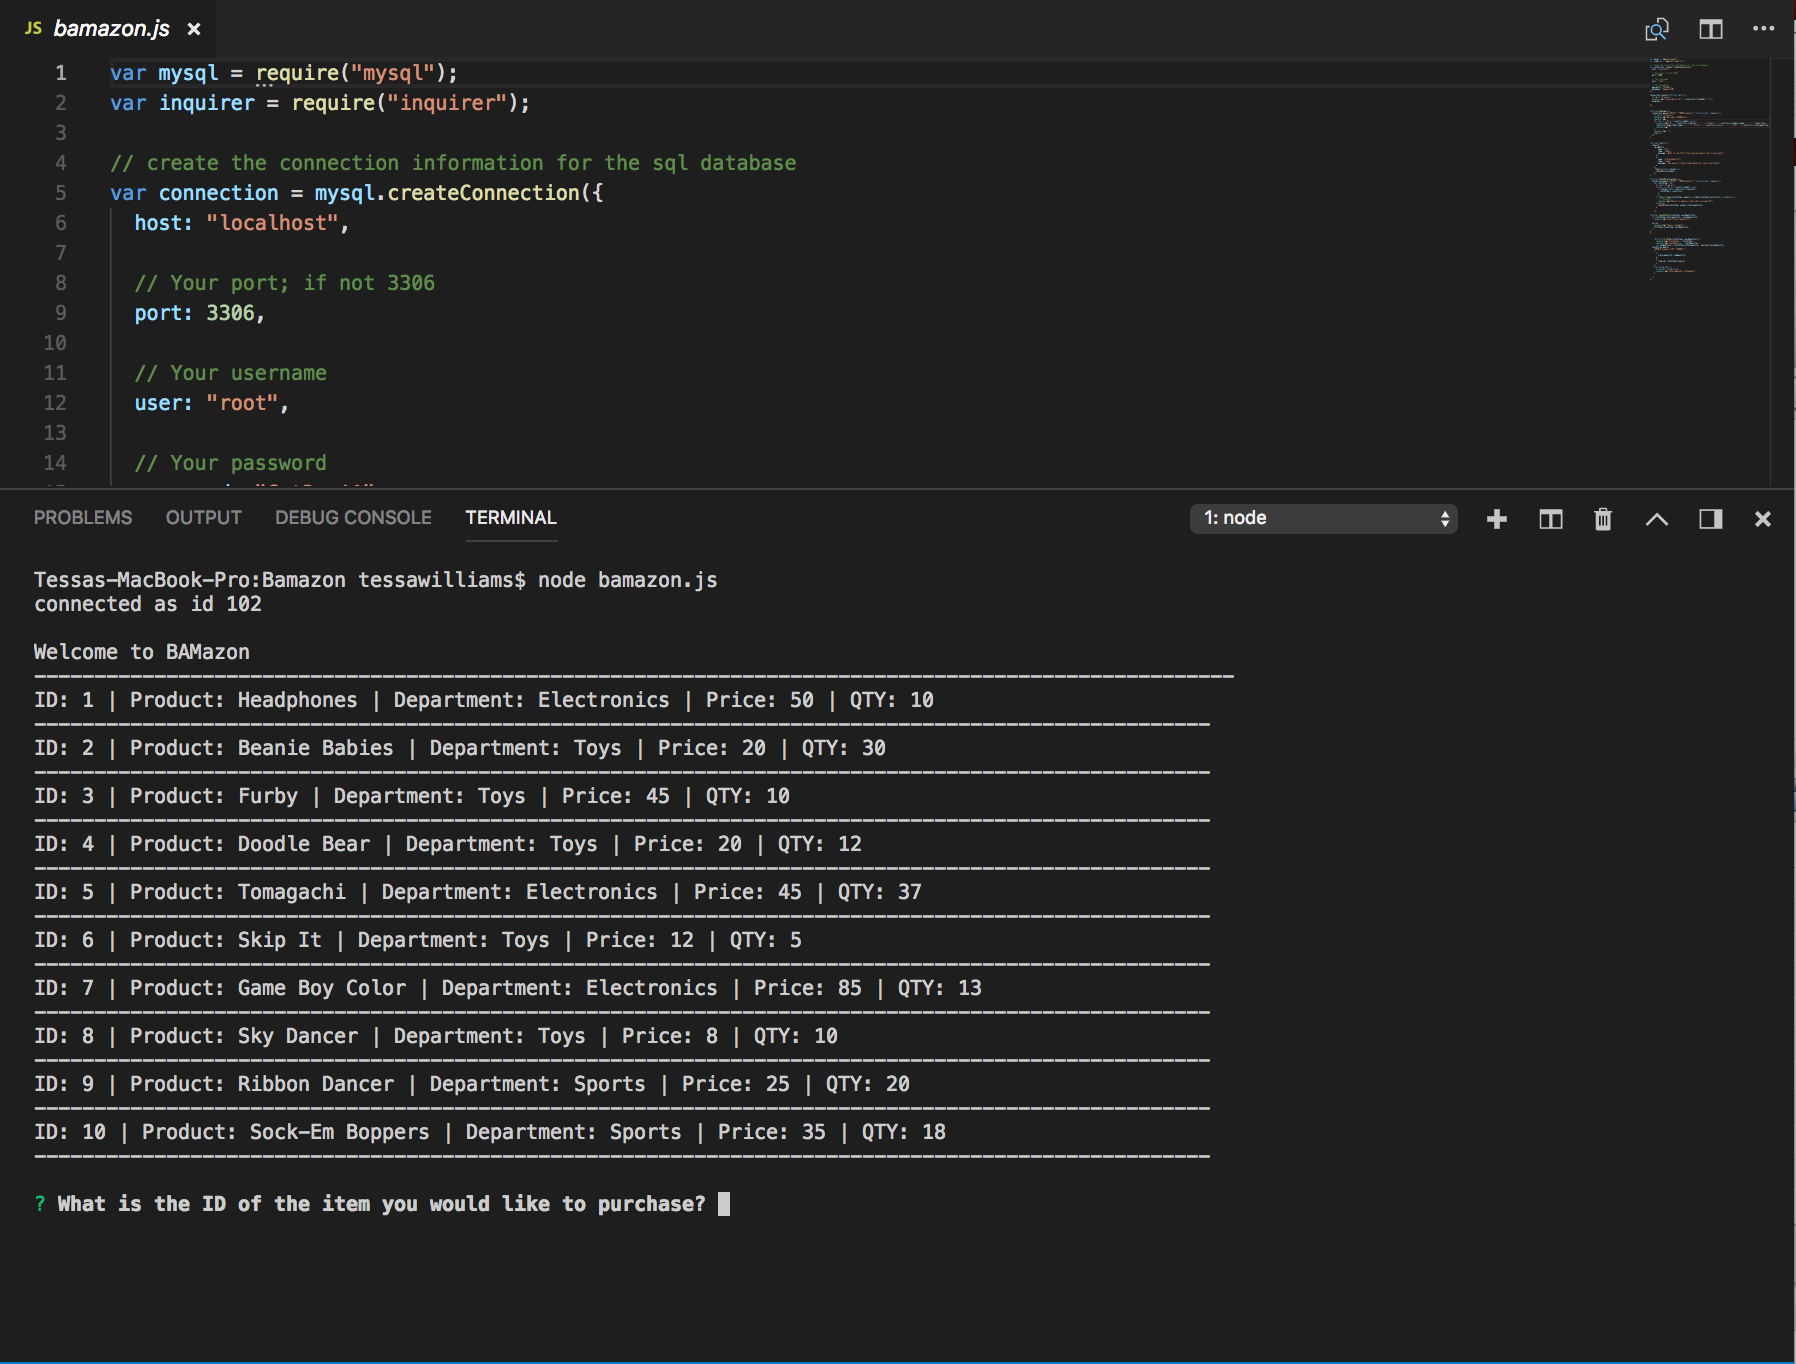 JS bamazon.js
1 var mysql = require("mysql");
2 var inquirer = require("inquirer");
3
4 // create the connection information for the sql database
5 var connection = mysql.createConnection({
6 host: "localhost",
7
8 // Your port; if not 3306
9 port: 3306,
10
11 // Your username
12 user: "root",
13
14 // Your password
PROBLEMS OUTPUT DEBUG CONSOLE TERMINAL 1: node
Tessas-MacBook-Pro:Bamazon tessawilliams$ node bamazon.js
connected as id 102
Welcome to BAMazon
----------------------------------------------------------------------------------------------------
ID: 1 | Product: Headphones | Department: Electronics | Price: 50 | QTY: 10
--------------------------------------------------------------------------------------------------
ID: 2 | Product: Beanie Babies | Department: Toys | Price: 20 | QTY: 30
--------------------------------------------------------------------------------------------------
ID: 3 | Product: Furby | Department: Toys | Price: 45 | QTY: 10
--------------------------------------------------------------------------------------------------
ID: 4 | Product: Doodle Bear | Department: Toys | Price: 20 | QTY: 12
--------------------------------------------------------------------------------------------------
ID: 5 | Product: Tomagachi | Department: Electronics | Price: 45 | QTY: 37
--------------------------------------------------------------------------------------------------
ID: 6 | Product: Skip It | Department: Toys | Price: 12 | QTY: 5
--------------------------------------------------------------------------------------------------
ID: 7 | Product: Game Boy Color | Department: Electronics | Price: 85 | QTY: 13
--------------------------------------------------------------------------------------------------
ID: 8 | Product: Sky Dancer | Department: Toys | Price: 8 | QTY: 10
--------------------------------------------------------------------------------------------------
ID: 9 | Product: Ribbon Dancer | Department: Sports | Price: 25 | QTY: 20
--------------------------------------------------------------------------------------------------
ID: 10 | Product: Sock-Em Boppers | Department: Sports | Price: 35 | QTY: 18
--------------------------------------------------------------------------------------------------
? What is the ID of the item you would like to purchase?